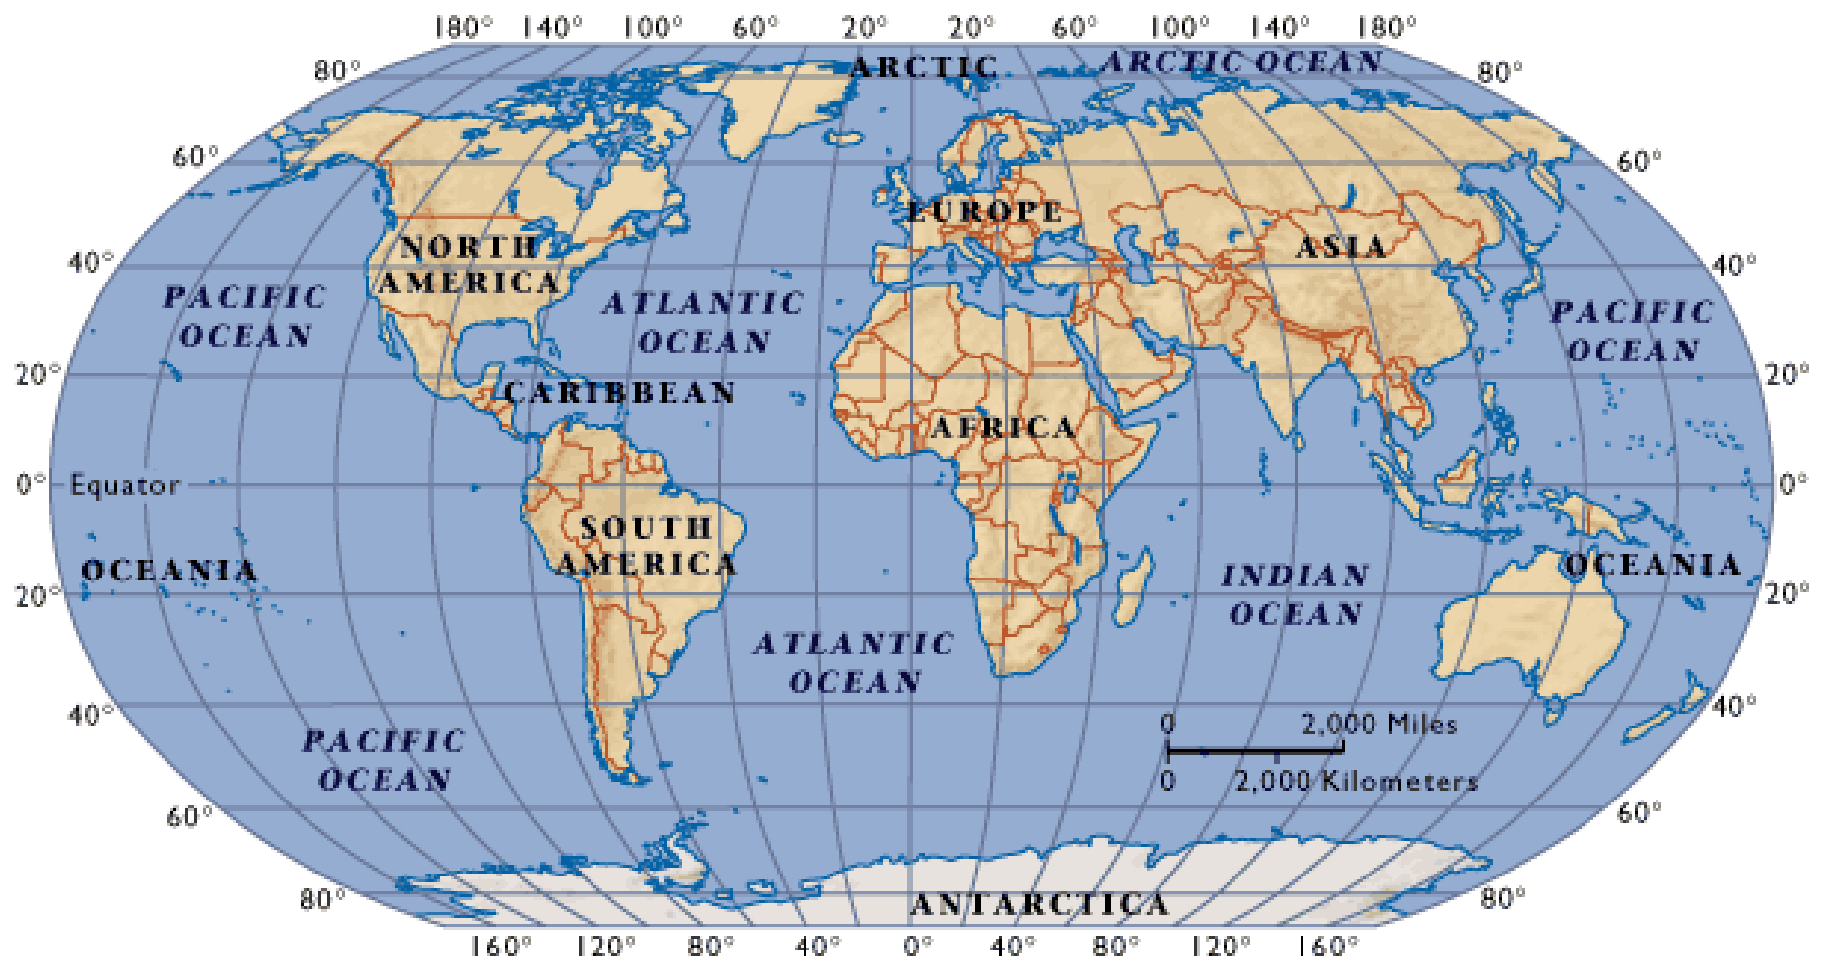 180° 140° 100° 60° 20° 20° 60° 100° 140° 180°
ARCTIC
ARCTIC OCEAN
80°
80°
60°
60°
EUROPE
NORTH
AMERICA
ASIA
40°
40°
PACIFIC
OCEAN
ATLANTIC
OCEAN
PACIFIC
OCEAN
20°
20°
CARIBBEAN
AFRICA
0°
Equator
0°
SOUTH
AMERICA
OCEANIA
OCEANIA
INDIAN
OCEAN
20°
20°
ATLANTIC
OCEAN
40°
40°
PACIFIC
OCEAN
0 2,000 Miles
0 2,000 Kilometers
60°
60°
80°
80°
ANTARCTICA
160° 120° 80° 40° 0° 40° 80° 120° 160°